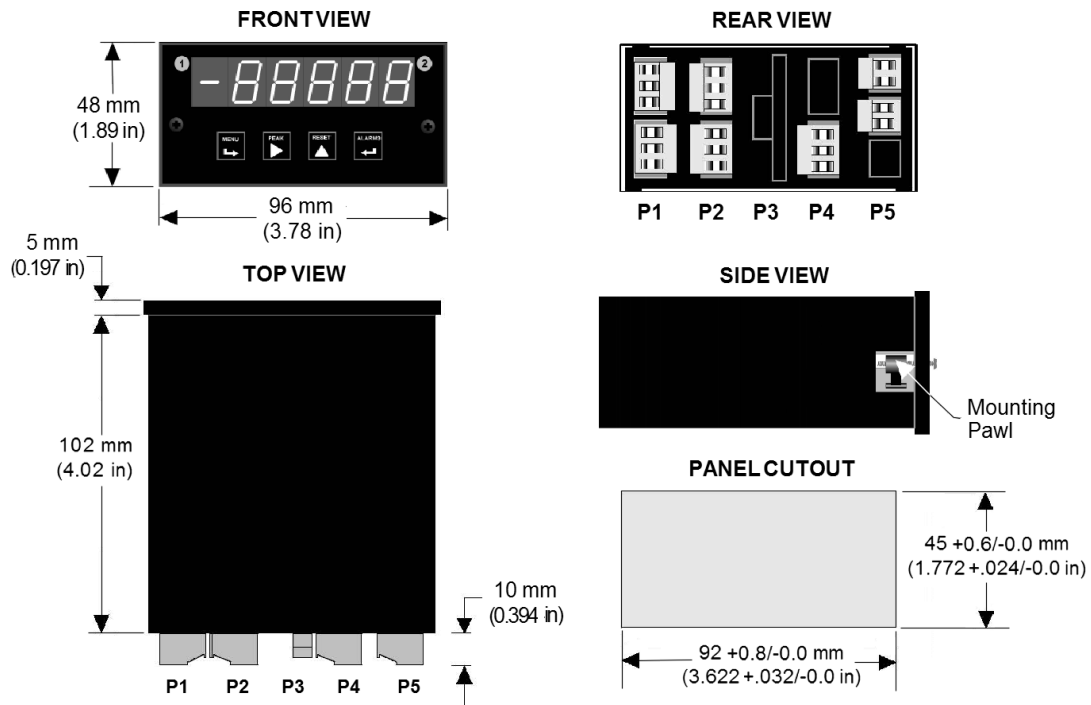 FRONT VIEW
1
2
-88888
MENU
PEAK
RESET
ALARMS
48 mm
(1.89 in)
96 mm
(3.78 in)
REAR VIEW
P1 P2 P3 P4 P5
5 mm
(0.197 in)
TOP VIEW
102 mm
(4.02 in)
10 mm
(0.394 in)
P1 P2 P3 P4 P5
SIDE VIEW
Mounting
Pawl
PANEL CUTOUT
45 +0.6/-0.0 mm
(1.772 +.024/-0.0 in)
92 +0.8/-0.0 mm
(3.622 +.032/-0.0 in)